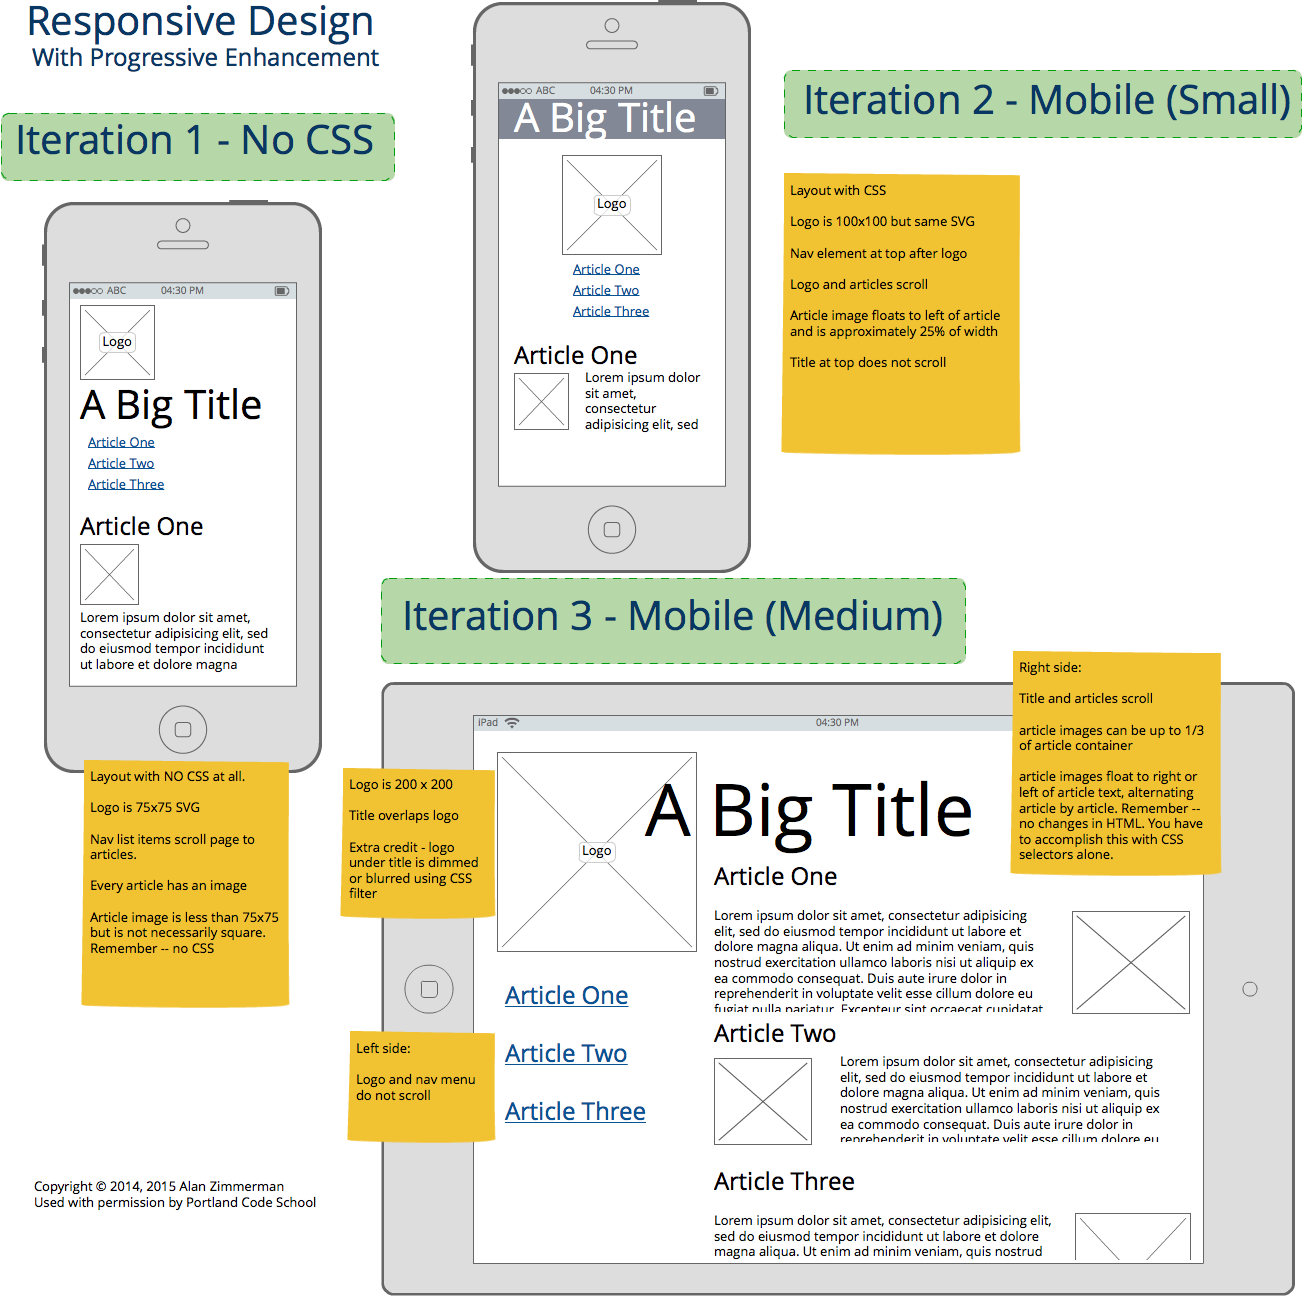 Responsive Design
With Progressive Enhancement
Iteration 1 - No CSS
ABC 04:30 PM
Logo
A Big Title
Article One
Article Two
Article Three
Article One
Lorem ipsum dolor sit amet,
consectetur adipisicing elit, sed
do eiusmod tempor incididunt
ut labore et dolore magna
Layout with NO CSS at all.
Logo is 75x75 SVG
Nav list items scroll page to
articles.
Every article has an image
Article image is less than 75x75
but is not necessarily square.
Remember -- no CSS
Iteration 2 - Mobile (Small)
ABC 04:30 PM
A Big Title
Logo
Article One
Article Two
Article Three
Article One
Lorem ipsum dolor
sit amet,
consectetur
adipisicing elit, sed
Layout with CSS
Logo is 100x100 but same SVG
Nav element at top after logo
Logo and articles scroll
Article image floats to left of article
and is approximately 25% of width
Title at top does not scroll
Iteration 3 - Mobile (Medium)
iPad 04:30 PM
Logo
A Big Title
Article One
Article Two
Article Three
Logo is 200 x 200
Title overlaps logo
Extra credit - logo
under title is dimmed
or blurred using CSS
filter
Left side:
Logo and nav menu
do not scroll
Article One
Lorem ipsum dolor sit amet, consectetur adipisicing
elit, sed do eiusmod tempor incididunt ut labore et
dolore magna aliqua. Ut enim ad minim veniam, quis
nostrud exercitation ullamco laboris nisi ut aliquip ex
ea commodo consequat. Duis aute irure dolor in
reprehenderit in voluptate velit esse cillum dolore eu
fugiat nulla pariatur. Excepteur sint occaecat cupidatat
Article Two
Lorem ipsum dolor sit amet, consectetur adipisicing
elit, sed do eiusmod tempor incididunt ut labore et
dolore magna aliqua. Ut enim ad minim veniam, quis
nostrud exercitation ullamco laboris nisi ut aliquip ex
ea commodo consequat. Duis aute irure dolor in
reprehenderit in voluptate velit esse cillum dolore eu
Article Three
Lorem ipsum dolor sit amet, consectetur adipisicing elit,
sed do eiusmod tempor incididunt ut labore et dolore
magna aliqua. Ut enim ad minim veniam, quis nostrud
Right side:
Title and articles scroll
article images can be up to 1/3
of article container
article images float to right or
left of article text, alternating
article by article. Remember --
no changes in HTML. You have
to accomplish this with CSS
selectors alone.
Copyright © 2014, 2015 Alan Zimmerman
Used with permission by Portland Code School